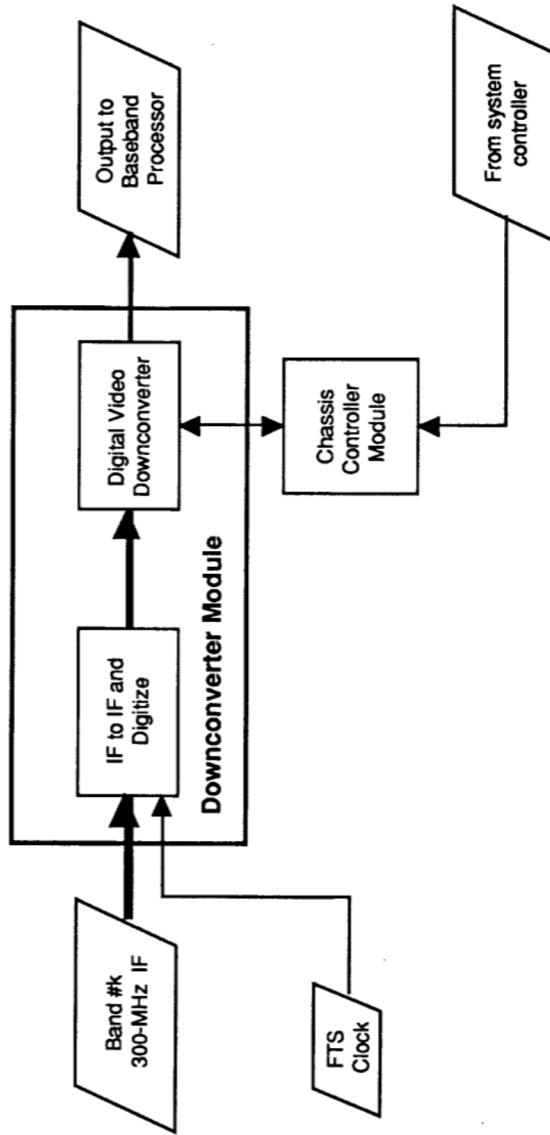 Band #k
300-MHz IF
FTS
Clock
IF to IF and
Digitize
Digital Video
Downconverter
Downconverter Module
Output to
Baseband
Processor
Chassis
Controller
Module
From system
controller